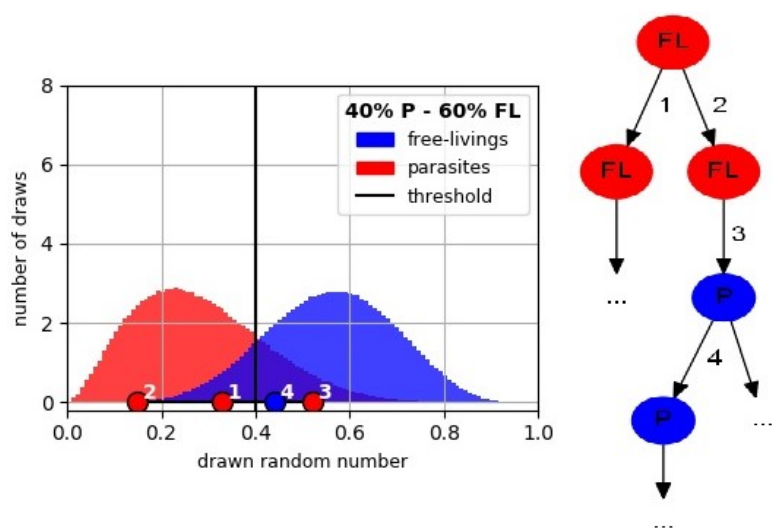 8
6
4
2
0
number of draws
40% P - 60% FL
free-livings
parasites
threshold
2
1
4
3
0.0 0.2 0.4 0.6 0.8 1.0
drawn random number
FL
1 2
FL FL
3
...
P
4
P
...
...